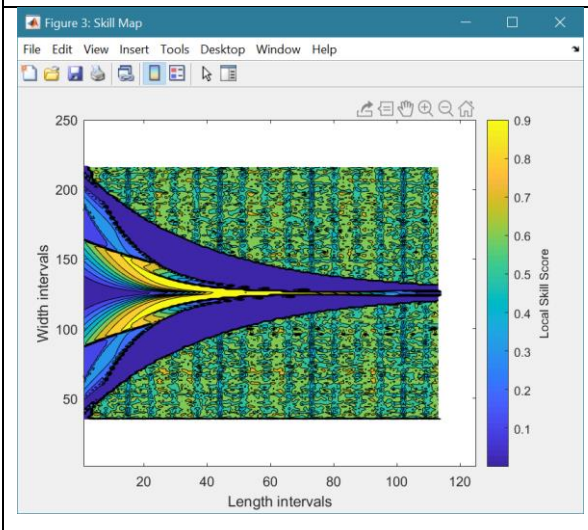 Figure 3: Skill Map
File Edit View Insert Tools Desktop Window Help
250
200
150
100
50
Width intervals
20 40 60 80 100 120
Length intervals
0.9
0.8
0.7
0.6
0.5
0.4
0.3
0.2
0.1
Local Skill Score